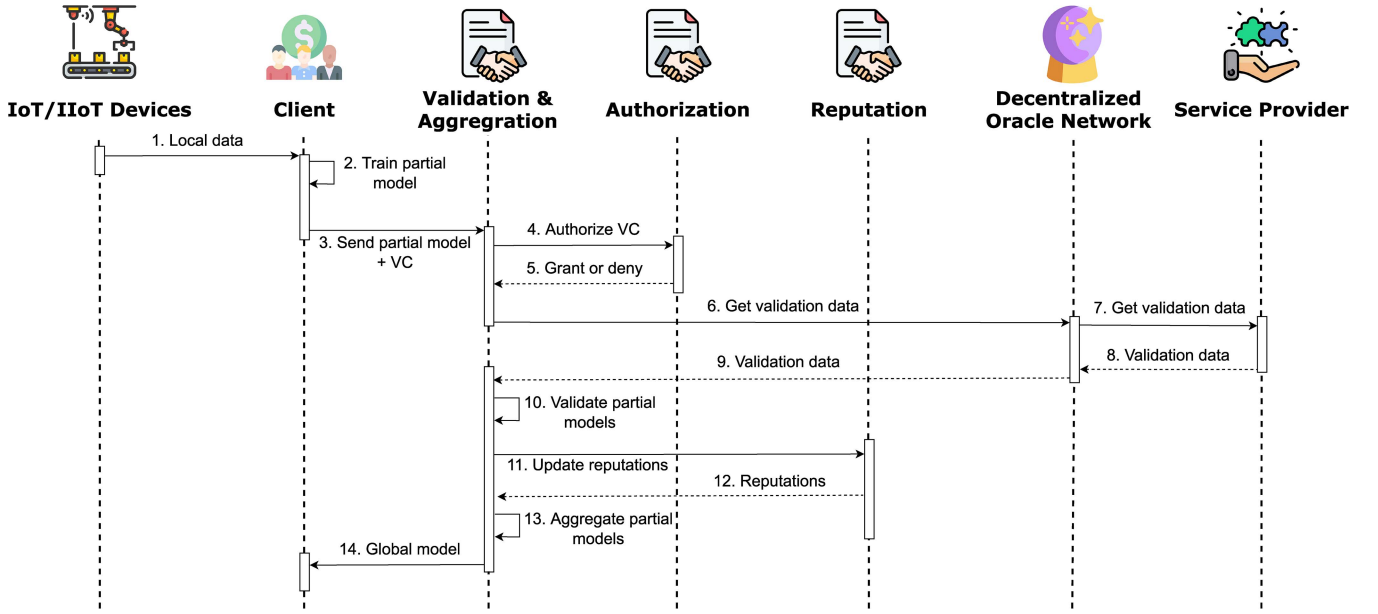 IoT/IIoT Devices
Client
Validation &
Aggregration
Authorization
Reputation
Decentralized
Oracle Network
Service Provider
1. Local data
2. Train partial
model
3. Send partial model
+ VC
4. Authorize VC
5. Grant or deny
6. Get validation data
7. Get validation data
8. Validation data
9. Validation data
10. Validate partial
models
11. Update reputations
12. Reputations
13. Aggregate partial
models
14. Global model